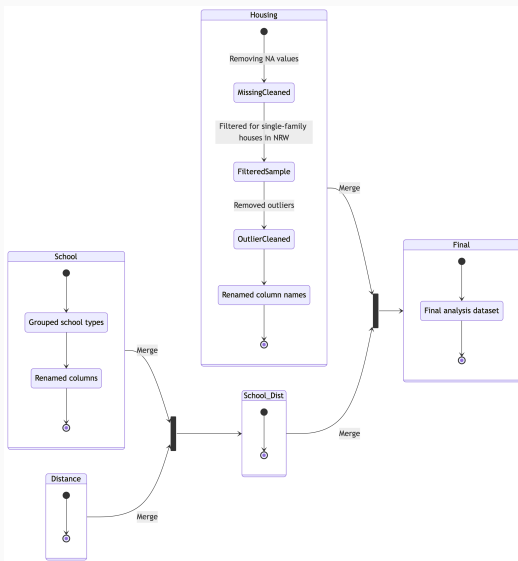 Housing
Removing NA values
MissingCleaned
Filtered for single-family
houses in NRW
FilteredSample
Merge
Removed outliers
OutlierCleaned
Final
School
Renamed column names
Final analysis dataset
Grouped school types
Merge
Renamed columns
School_Dist
Merge
Distance
Merge